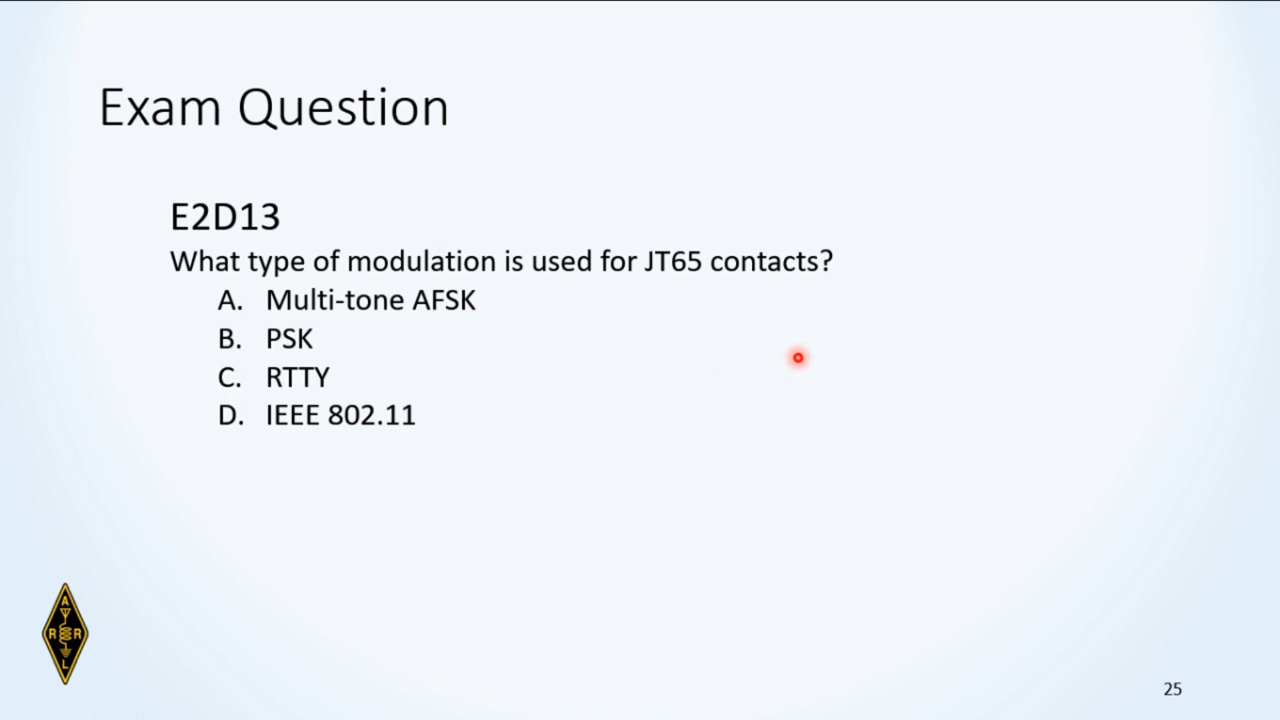 Exam Question
E2D13
What type of modulation is used for JT65 contacts?
A. Multi-tone AFSK
B. PSK
C. RTTY
D. IEEE 802.11
A
R R
L
25